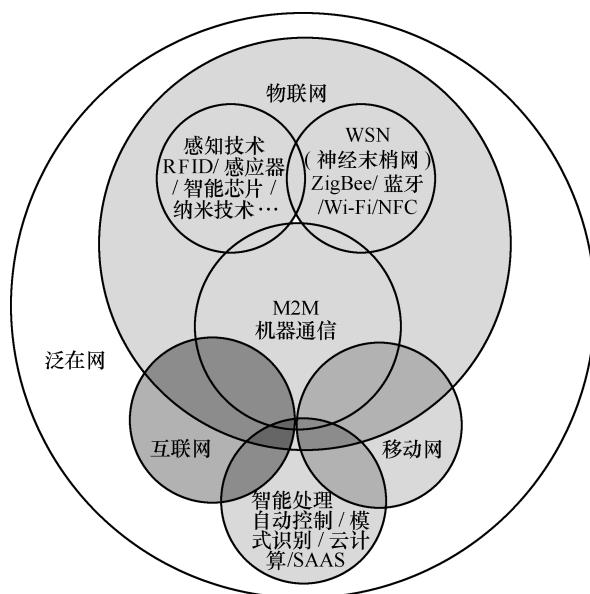 物联网
感知技术
RFID/ 感应器
/ 智能芯片 /
纳米技术…
WSN
( 神经末梢网 )
ZigBee/ 蓝牙
/Wi-Fi/NFC
M2M
机器通信
泛在网
互联网
移动网
智能处理
自动控制 / 模
式识别 / 云计
算/SAAS